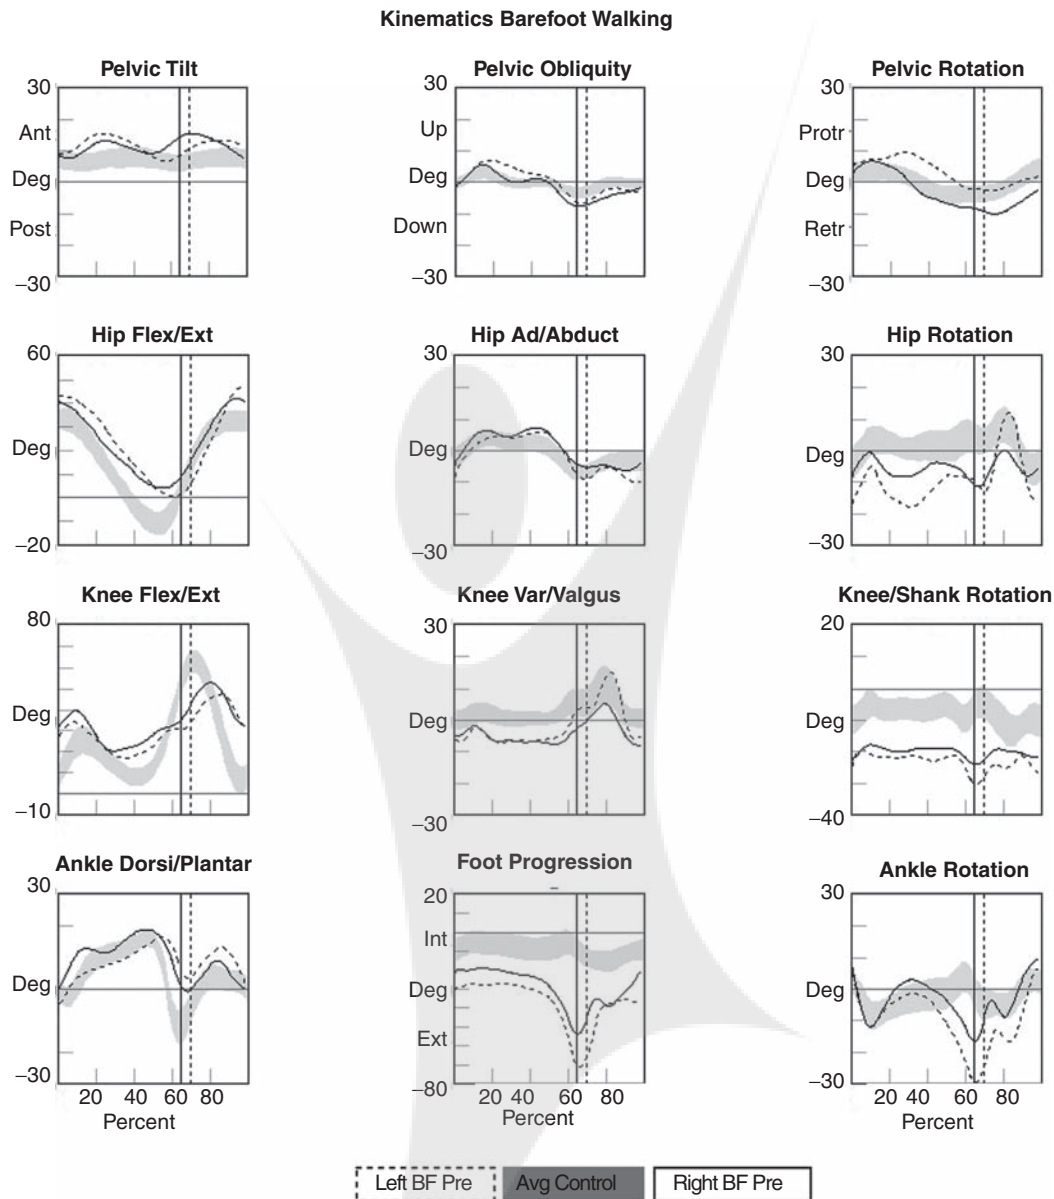 Kinematics Barefoot Walking
Pelvic Tilt
30
Ant
Deg
Post
–30
Pelvic Obliquity
30
Up
Deg
Down
–30
Pelvic Rotation
30
Protr
Deg
Retr
–30
Hip Flex/Ext
60
Deg
–20
Hip Ad/Abduct
30
Deg
–30
Hip Rotation
30
Deg
–30
Knee Flex/Ext
80
Deg
–10
Knee Var/Valgus
30
Deg
–30
Knee/Shank Rotation
20
Deg
–40
Ankle Dorsi/Plantar
30
Deg
–30
20 40 60 80
Percent
Foot Progression
20
Int
Deg
Ext
–80
20 40 60 80
Percent
Ankle Rotation
30
Deg
–30
20 40 60 80
Percent
Left BF Pre
Avg Control
Right BF Pre